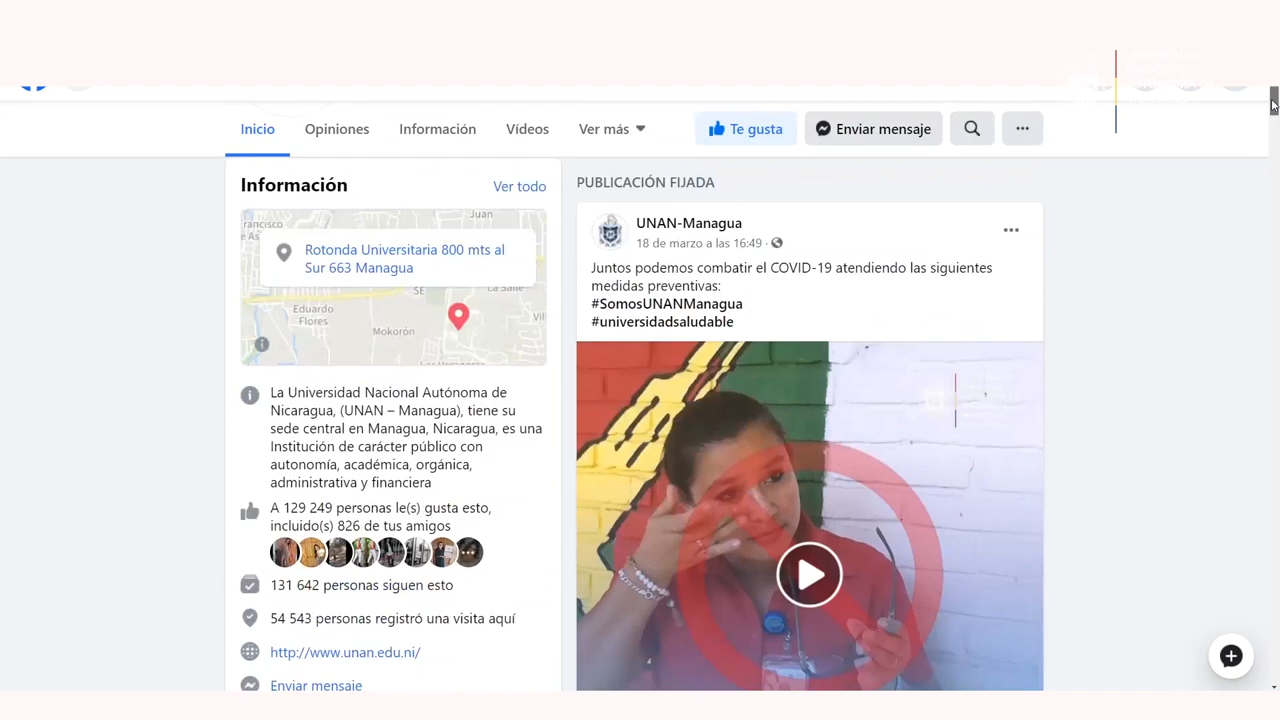 Inicio
Opiniones
Información
Vídeos
Ver más
Te gusta
Enviar mensaje
Información
Ver todo
Juan
Rotonda Universitaria 800 mts al
Sur 663 Managua
La Salle
Eduardo
Flores
Mokorón
A
La Universidad Nacional Autónoma de
Nicaragua, (UNAN – Managua), tiene su
sede central en Managua, Nicaragua, es una
Institución de carácter público con
autonomía, académica, orgánica,
administrativa y financiera
A 129 249 personas le(s) gusta esto,
incluido(s) 826 de tus amigos
131 642 personas siguen esto
54 543 personas registró una visita aquí
http://www.unan.edu.ni/
Enviar mensaje
PUBLICACIÓN FIJADA
UNAN-Managua
18 de marzo a las 16:49 ·
Juntos podemos combatir el COVID-19 atendiendo las siguientes
medidas preventivas:
#SomosUNANManagua
#universidadsaludable